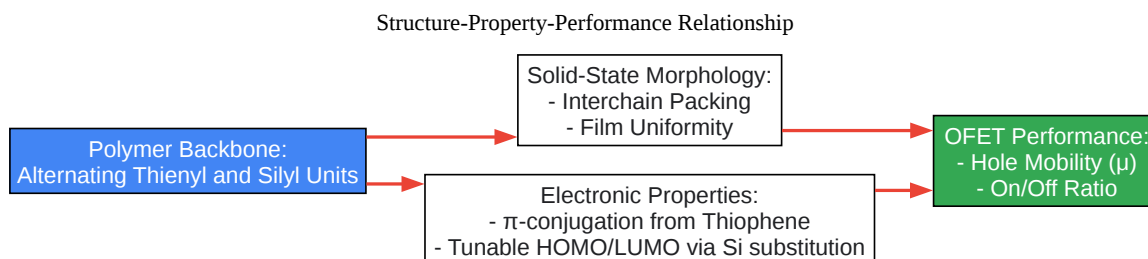 Structure-Property-Performance Relationship
Solid-State Morphology:
- Interchain Packing
- Film Uniformity
Polymer Backbone:
Alternating Thienyl and Silyl Units
OFET Performance:
- Hole Mobility (μ)
- On/Off Ratio
Electronic Properties:
- π-conjugation from Thiophene
- Tunable HOMO/LUMO via Si substitution